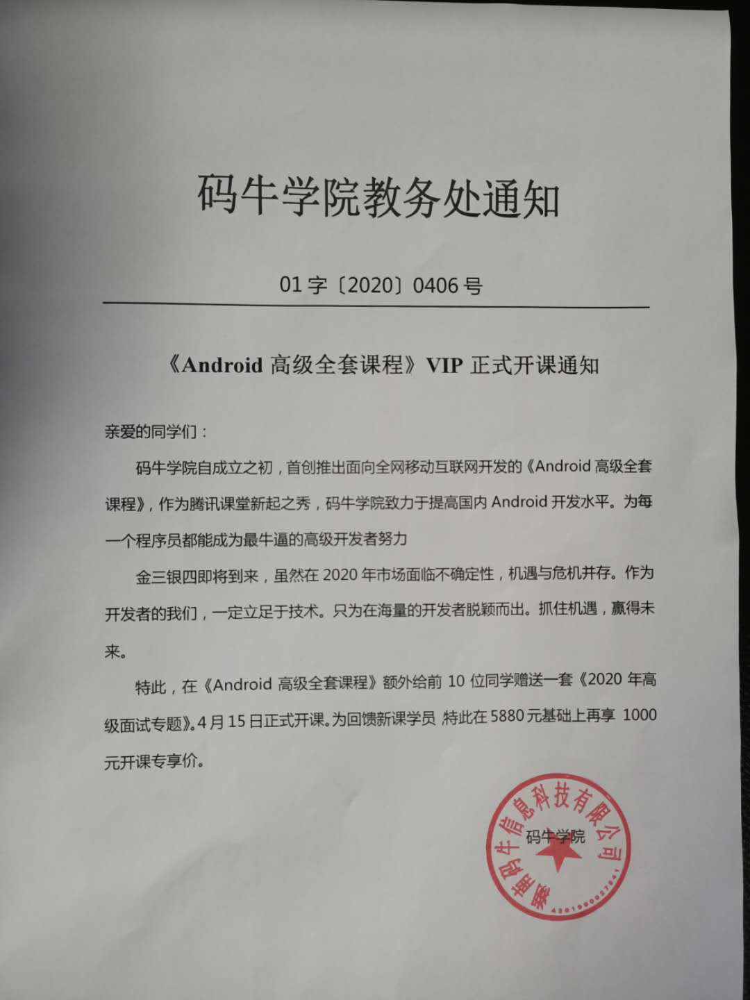 码牛学院教务处通知
01字〔2020〕0406号
《Android 高级全套课程》VIP 正式开课通知
亲爱的同学们：
码牛学院自成立之初，首创推出面向全网移动互联网开发的《Android 高级全套
课程》，作为腾讯课堂新起之秀，码牛学院致力于提高国内 Android 开发水平。为每
一个程序员都能成为最牛逼的高级开发者努力
金三银四即将到来，虽然在 2020 年市场面临不确定性，机遇与危机并存。作为
开发者的我们，一定立足于技术。只为在海量的开发者脱颖而出。抓住机遇，赢得未
来。
特此，在《Android 高级全套课程》额外给前 10 位同学赠送一套《2020 年高
级面试专题》。4 月 15 日正式开课。为回馈新课学员，特此在 5880 元基础上再享 1000
元开课专享价。
湖南码牛信息科技有限公司
码牛学院